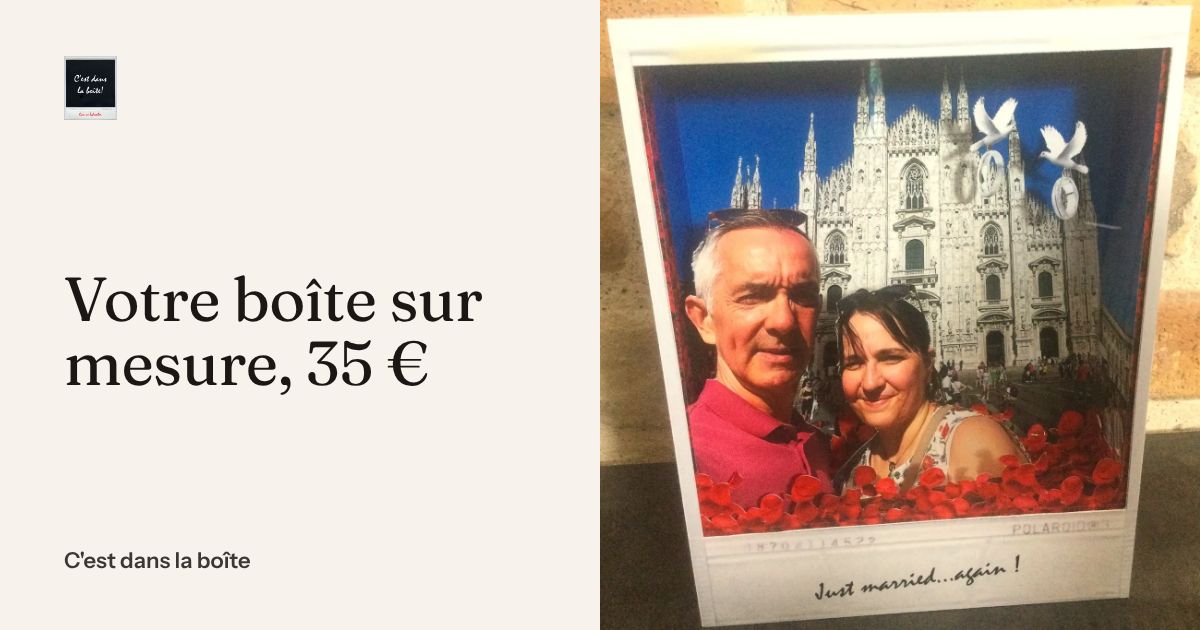 C'est dans
la boîte!
Votre boîte sur
mesure, 35 €
C'est dans la boîte
POLAROID®
Just married...again !